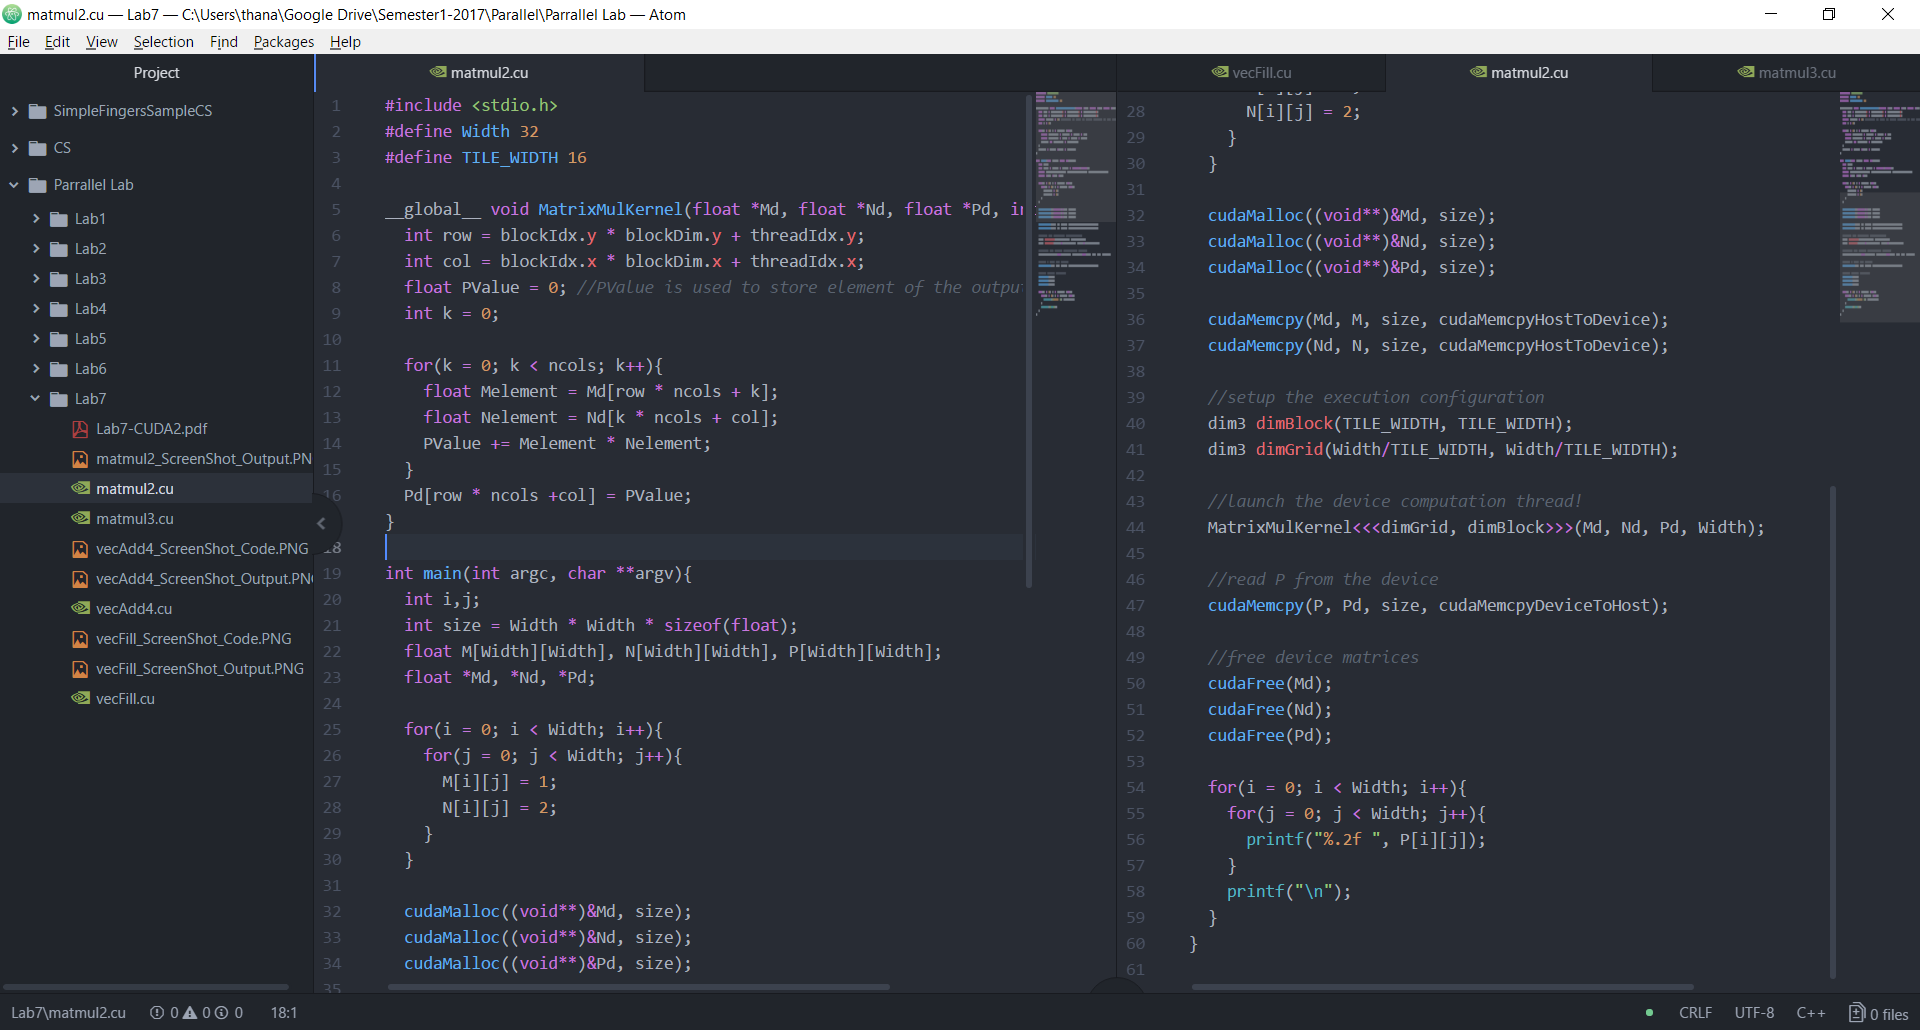 matmul2.cu — Lab7 — C:\Users\thana\Google Drive\Semester1-2017\Parallel\Parrallel Lab — Atom
File Edit View Selection Find Packages Help
Project
SimpleFingersSampleCS
CS
Parrallel Lab
Lab1
Lab2
Lab3
Lab4
Lab5
Lab6
Lab7
Lab7-CUDA2.pdf
matmul2_ScreenShot_Output.PN
matmul2.cu
matmul3.cu
vecAdd4_ScreenShot_Code.PNG
vecAdd4_ScreenShot_Output.PN
vecAdd4.cu
vecFill_ScreenShot_Code.PNG
vecFill_ScreenShot_Output.PNG
vecFill.cu
matmul2.cu
1 #include <stdio.h>
2 #define Width 32
3 #define TILE_WIDTH 16
4
5 __global__ void MatrixMulKernel(float *Md, float *Nd, float *Pd, in
6 int row = blockIdx.y * blockDim.y + threadIdx.y;
7 int col = blockIdx.x * blockDim.x + threadIdx.x;
8 float PValue = 0; //PValue is used to store element of the outpu
9 int k = 0;
10
11 for(k = 0; k < ncols; k++){
12 float Melement = Md[row * ncols + k];
13 float Nelement = Nd[k * ncols + col];
14 PValue += Melement * Nelement;
15 }
16 Pd[row * ncols +col] = PValue;
}
18
19 int main(int argc, char **argv){
20 int i,j;
21 int size = Width * Width * sizeof(float);
22 float M[Width][Width], N[Width][Width], P[Width][Width];
23 float *Md, *Nd, *Pd;
24
25 for(i = 0; i < Width; i++){
26 for(j = 0; j < Width; j++){
27 M[i][j] = 1;
28 N[i][j] = 2;
29 }
30 }
31
32 cudaMalloc((void**)&Md, size);
33 cudaMalloc((void**)&Nd, size);
34 cudaMalloc((void**)&Pd, size);
35
vecFill.cu matmul2.cu matmul3.cu
28 N[i][j] = 2;
29 }
30 }
31
32 cudaMalloc((void**)&Md, size);
33 cudaMalloc((void**)&Nd, size);
34 cudaMalloc((void**)&Pd, size);
35
36 cudaMemcpy(Md, M, size, cudaMemcpyHostToDevice);
37 cudaMemcpy(Nd, N, size, cudaMemcpyHostToDevice);
38
39 //setup the execution configuration
40 dim3 dimBlock(TILE_WIDTH, TILE_WIDTH);
41 dim3 dimGrid(Width/TILE_WIDTH, Width/TILE_WIDTH);
42
43 //launch the device computation thread!
44 MatrixMulKernel<<<dimGrid, dimBlock>>>(Md, Nd, Pd, Width);
45
46 //read P from the device
47 cudaMemcpy(P, Pd, size, cudaMemcpyDeviceToHost);
48
49 //free device matrices
50 cudaFree(Md);
51 cudaFree(Nd);
52 cudaFree(Pd);
53
54 for(i = 0; i < Width; i++){
55 for(j = 0; j < Width; j++){
56 printf("%.2f ", P[i][j]);
57 }
58 printf("\n");
59 }
60 }
61
Lab7\matmul2.cu 0 0 0 18:1 CRLF UTF-8 C++ 0 files